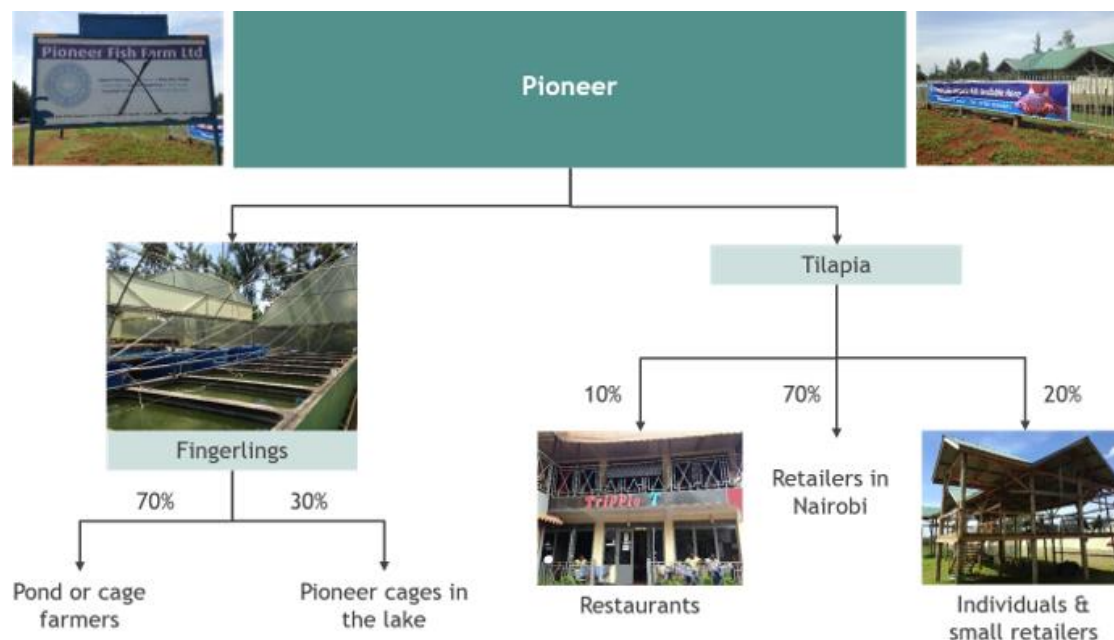 Pioneer Fish Farm Ltd
Pioneer
Tilapia
10%
70%
20%
Trippie T
Fingerlings
70%
30%
Retailers in
Nairobi
Pond or cage
farmers
Pioneer cages in
the lake
Restaurants
Individuals &
small retailers